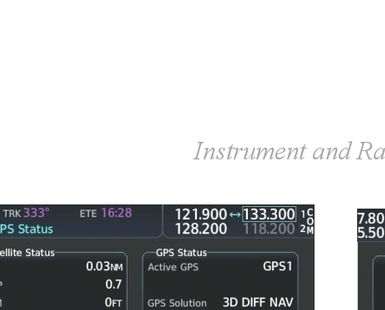 Instrument and Ra
TRK 333° ETE 16:28 121.900 ↔ 133.300 1 C
PS Status 128.200 118.200 2 O M
ellite Status GPS Status
0.03NM Active GPS GPS1
P 0.7
0FT GPS Solution 3D DIFF NAV
7.80
5.50